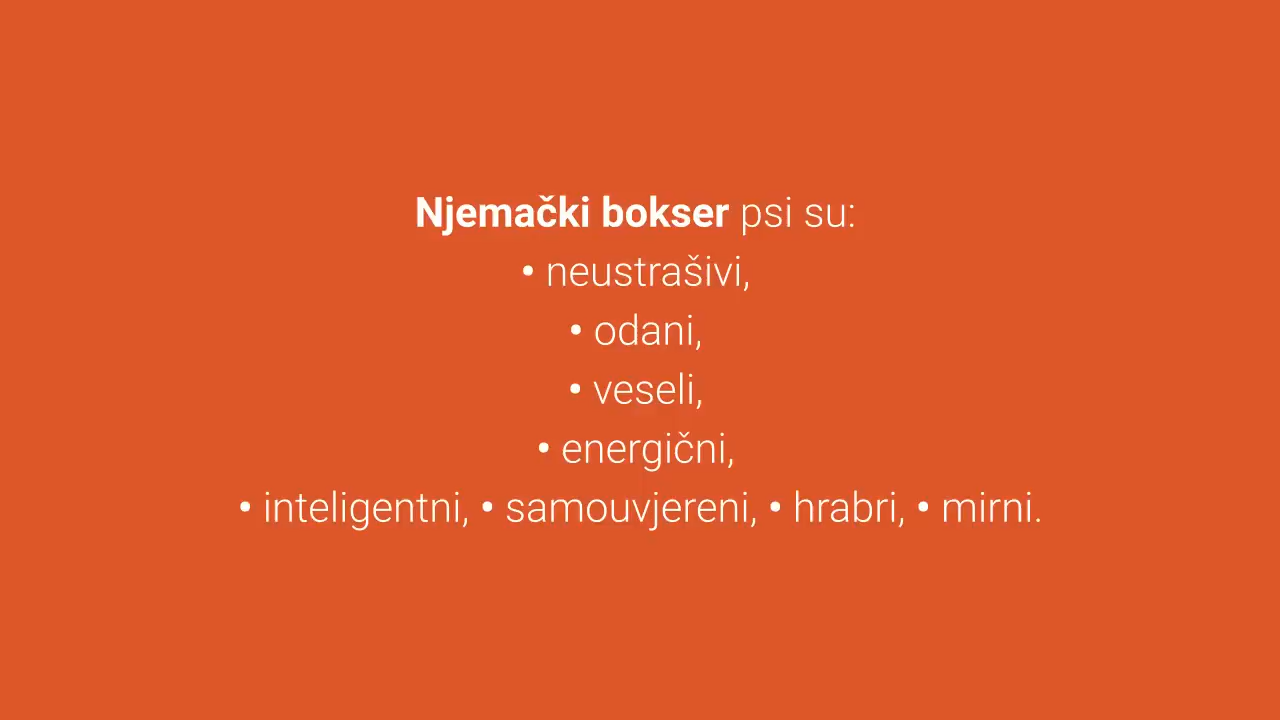 Njemački bokser psi su:
• neustrašivi,
• odani,
• veseli,
• energični,
• inteligentni, • samouvjereni, • hrabri, • mirni.